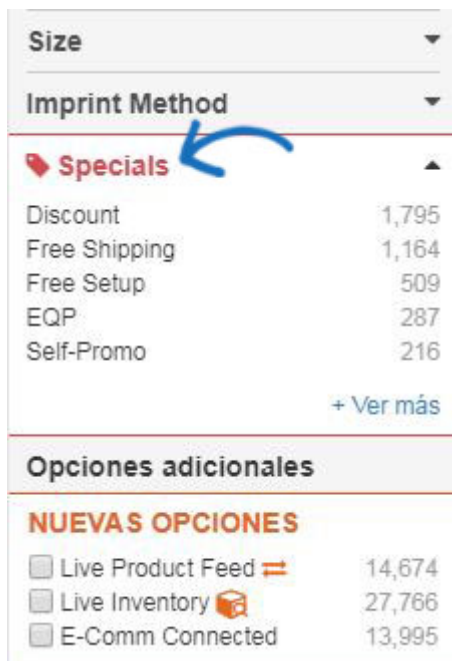 Size
Imprint Method
Specials
Discount 1,795
Free Shipping 1,164
Free Setup 509
EQP 287
Self-Promo 216
+ Ver más
Opciones adicionales
NUEVAS OPCIONES
Live Product Feed 14,674
Live Inventory 27,766
E-Comm Connected 13,995